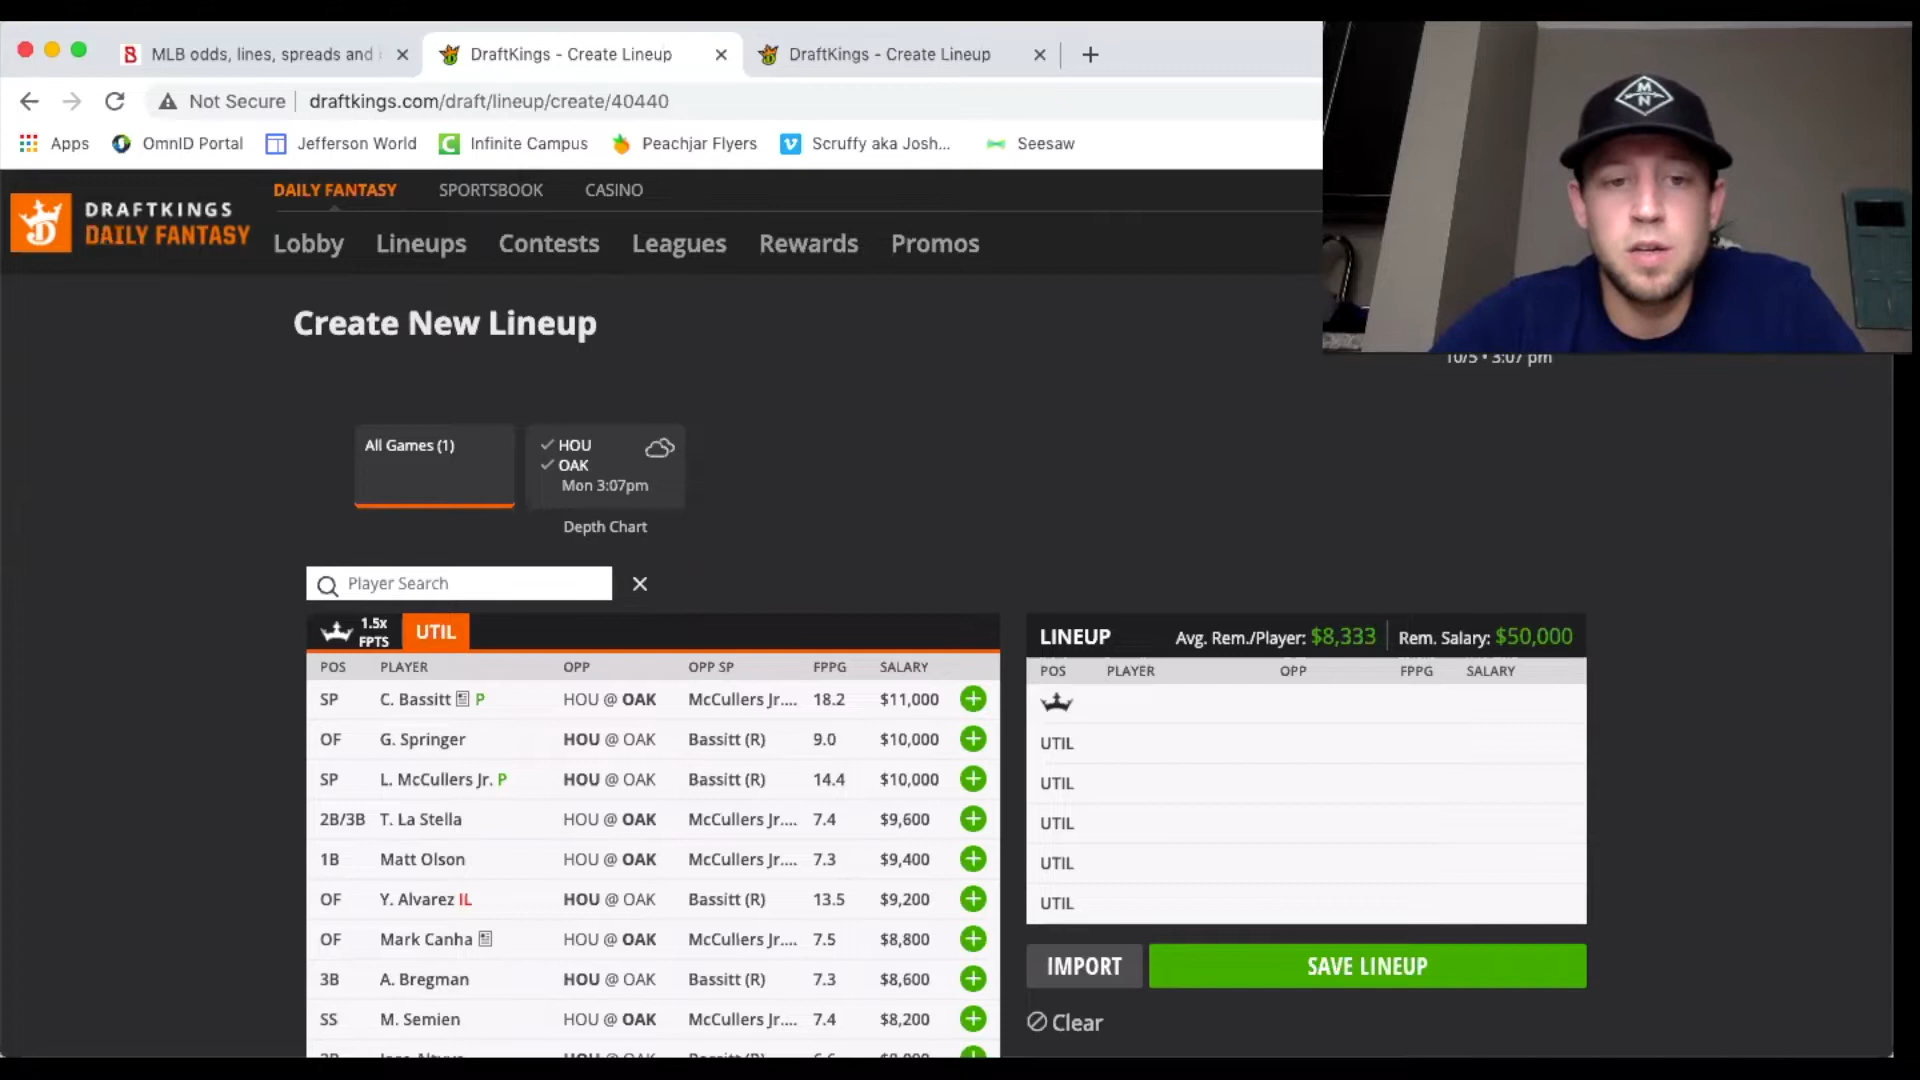 MLB odds, lines, spreads and
DraftKings - Create Lineup
DraftKings - Create Lineup
Not Secure
draftkings.com/draft/lineup/create/40440
Apps
OmnID Portal
Jefferson World
Infinite Campus
Peachjar Flyers
Scruffy aka Josh...
Seesaw
DRAFTKINGS
DAILY FANTASY
DAILY FANTASY SPORTSBOOK CASINO
Lobby Lineups Contests Leagues Rewards Promos
M
N
Create New Lineup
10/5 • 3:07 pm
All Games (1)
HOU
OAK
Mon 3:07pm
Depth Chart
Player Search
1.5x
FPTS
UTIL
POS PLAYER OPP OPP SP FPPG SALARY
SP C. Bassitt P HOU @ OAK McCullers Jr.... 18.2 $11,000
OF G. Springer HOU @ OAK Bassitt (R) 9.0 $10,000
SP L. McCullers Jr. P HOU @ OAK Bassitt (R) 14.4 $10,000
2B/3B T. La Stella HOU @ OAK McCullers Jr.... 7.4 $9,600
1B Matt Olson HOU @ OAK McCullers Jr.... 7.3 $9,400
OF Y. Alvarez IL HOU @ OAK Bassitt (R) 13.5 $9,200
OF Mark Canha HOU @ OAK McCullers Jr.... 7.5 $8,800
3B A. Bregman HOU @ OAK Bassitt (R) 7.3 $8,600
SS M. Semien HOU @ OAK McCullers Jr.... 7.4 $8,200
LINEUP Avg. Rem./Player: $8,333 Rem. Salary: $50,000
POS PLAYER OPP FPPG SALARY
UTIL
UTIL
UTIL
UTIL
UTIL
IMPORT
SAVE LINEUP
Clear